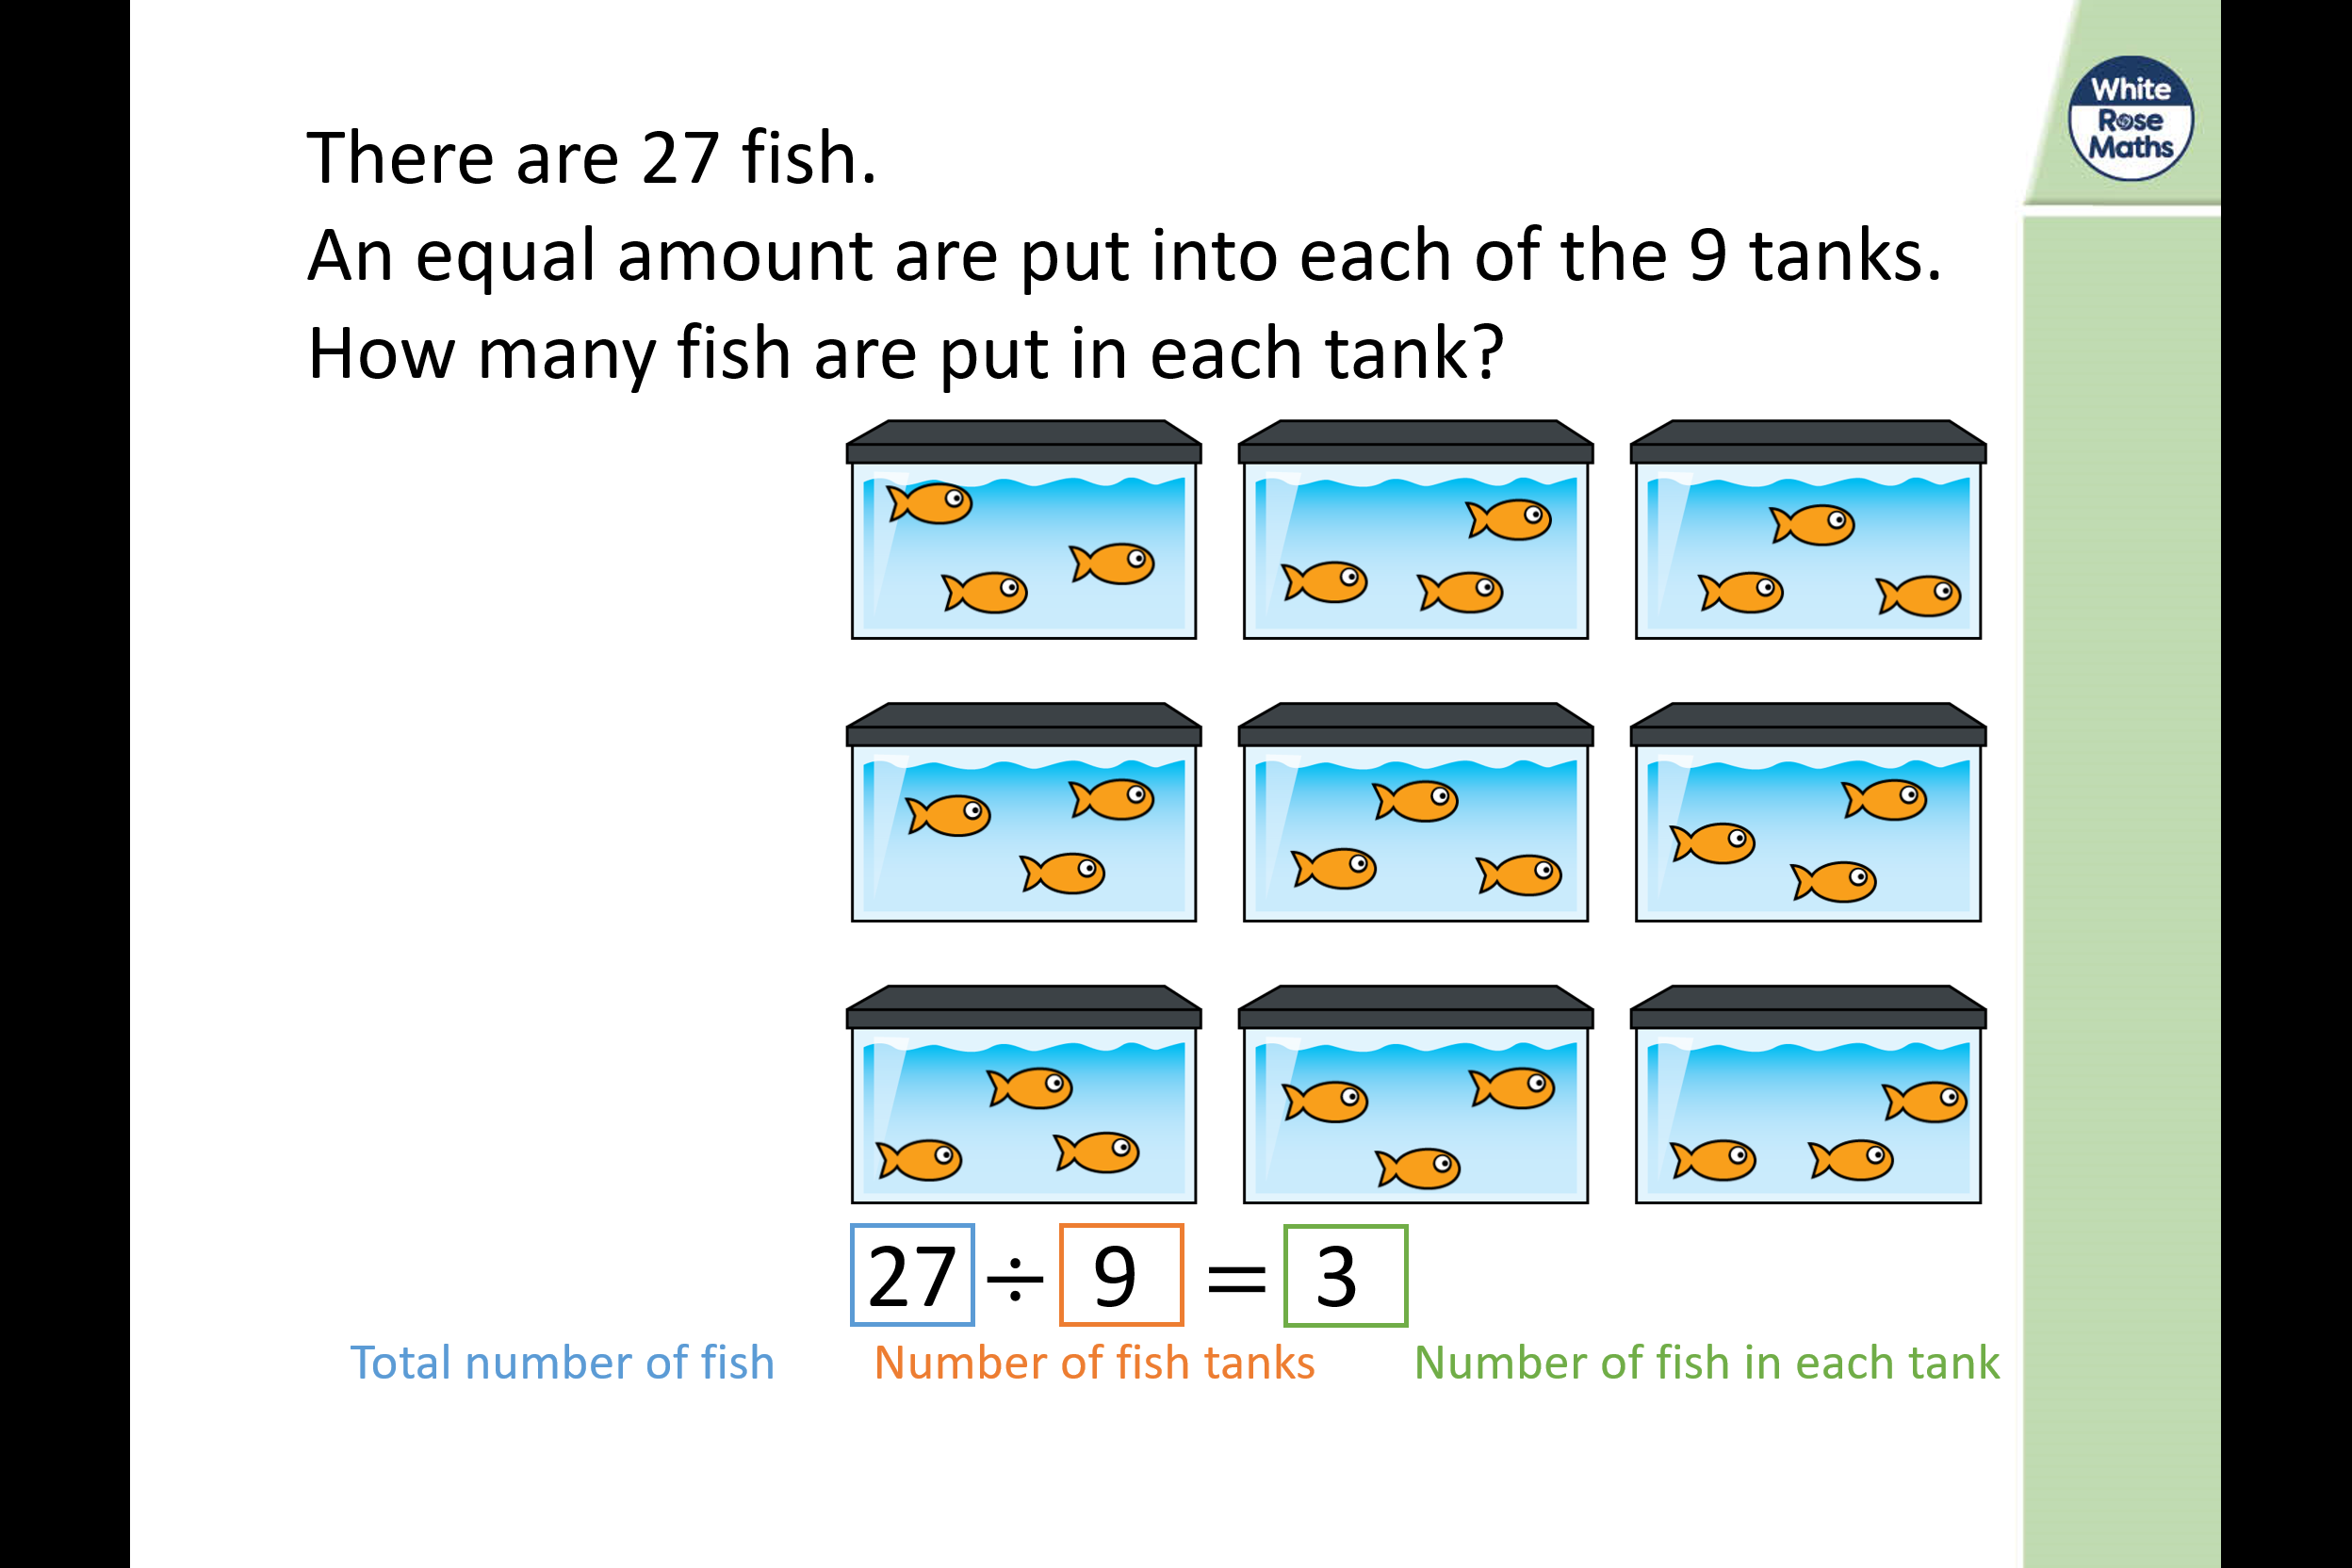 There are 27 fish.
An equal amount are put into each of the 9 tanks.
How many fish are put in each tank?
White
Rose
Maths
27 ÷ 9 = 3
Total number of fish
Number of fish tanks
Number of fish in each tank